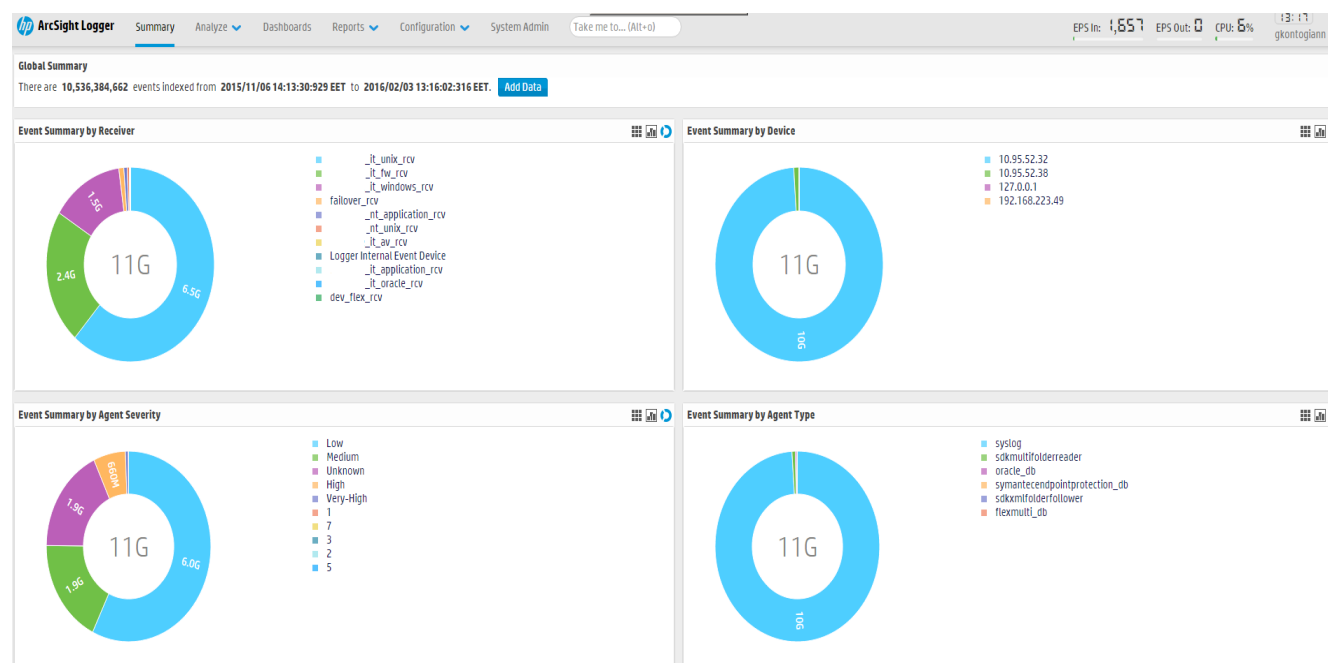 hp ArcSight Logger Summary Analyze Dashboards Reports Configuration System Admin Take me to... (Alt+o) EPS In: 1,657 EPS Out: 0 CPU: 6% 13:17
gkontogiann
Global Summary
There are 10,536,384,662 events indexed from 2015/11/06 14:13:30:929 EET to 2016/02/03 13:16:02:316 EET. Add Data
Event Summary by Receiver
11G
6.5G
2.4G
1.5G
_it_unix_rcv
_it_fw_rcv
_it_windows_rcv
failover_rcv
_nt_application_rcv
_nt_unix_rcv
_it_av_rcv
Logger Internal Event Device
_it_application_rcv
_it_oracle_rcv
dev_flex_rcv
Event Summary by Device
11G
10G
10.95.52.32
10.95.52.38
127.0.0.1
192.168.223.49
Event Summary by Agent Severity
11G
6.0G
1.9G
1.9G
660M
Low
Medium
Unknown
High
Very-High
1
7
3
2
5
Event Summary by Agent Type
11G
10G
syslog
sdkmultifolderreader
oracle_db
symantecendpointprotection_db
sdkxmlfolderfollower
flexmulti_db